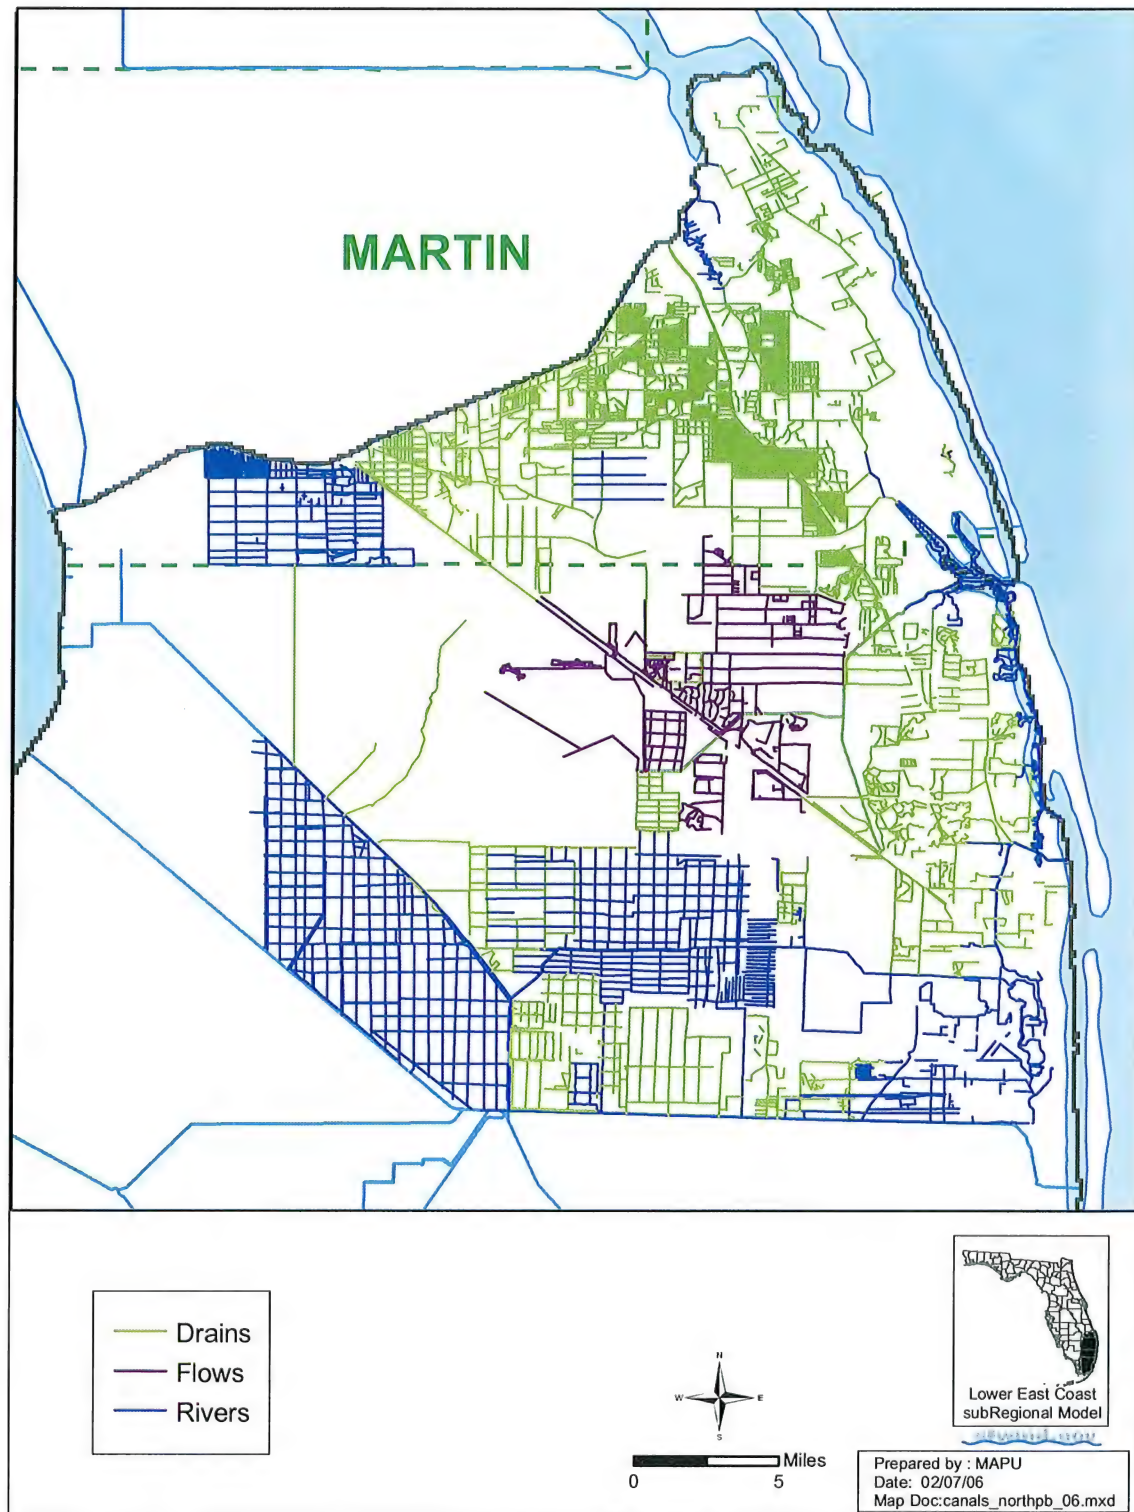 MARTIN
Drains
Flows
Rivers
N
W
E
S
Miles
0
5
Lower East Coast
subRegional Model
Prepared by : MAPU
Date: 02/07/06
Map Doc:canals_northpb_06.mxd